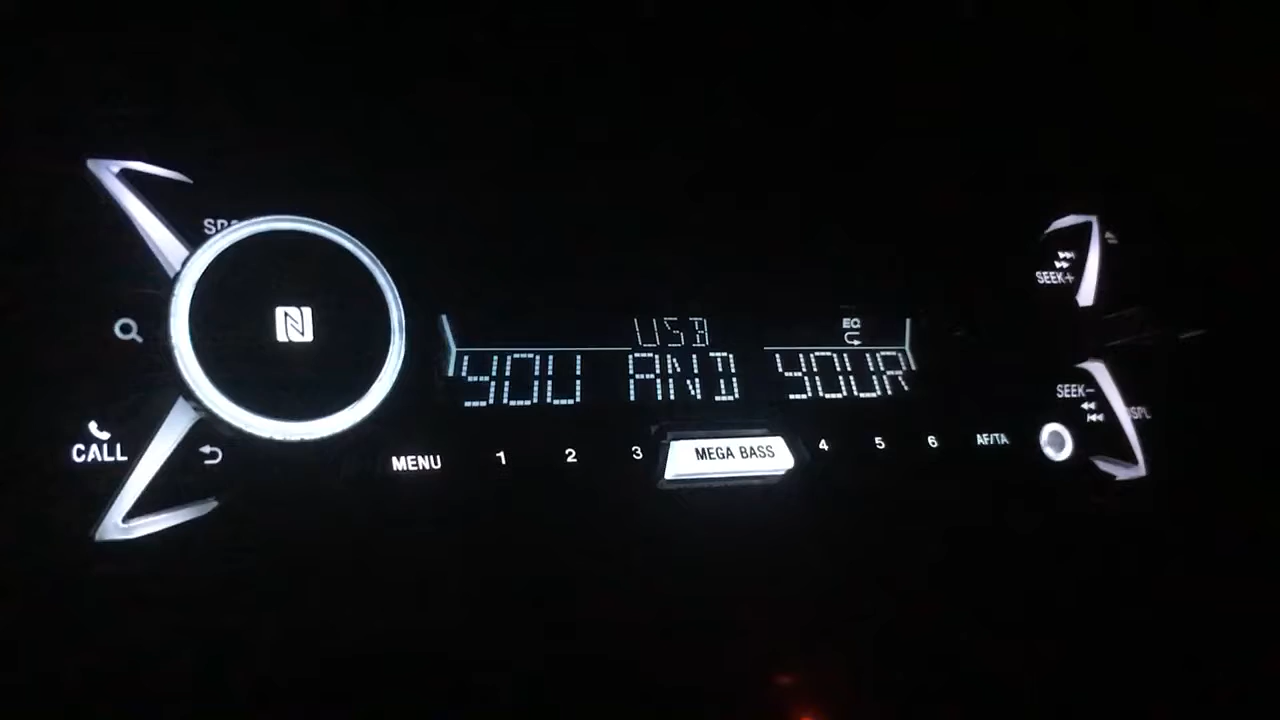 USB
EQ
YOU AND YOUR
SEEK+
SEEK-
CALL
MENU 1 2 3 MEGA BASS 4 5 6 AF/TA